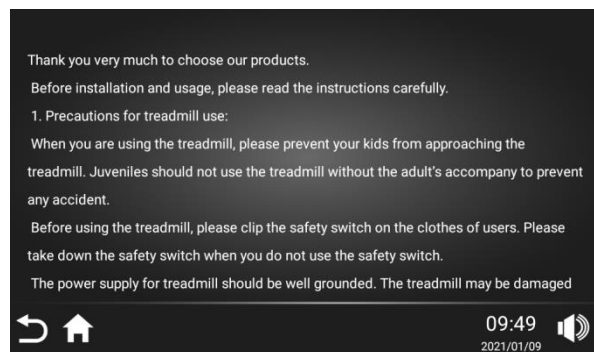 Thank you very much to choose our products.
Before installation and usage, please read the instructions carefully.
1. Precautions for treadmill use:
When you are using the treadmill, please prevent your kids from approaching the
treadmill. Juveniles should not use the treadmill without the adult's accompany to prevent
any accident.
Before using the treadmill, please clip the safety switch on the clothes of users. Please
take down the safety switch when you do not use the safety switch.
The power supply for treadmill should be well grounded. The treadmill may be damaged
09:49
2021/01/09